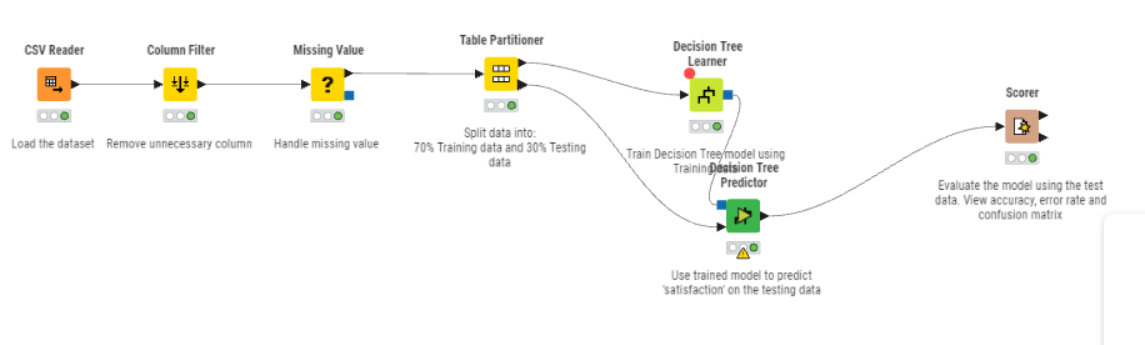 CSV Reader
Load the dataset
Column Filter
Remove unnecessary column
Missing Value
?
Handle missing value
Table Partitioner
Split data into:
70% Training data and 30% Testing
data
Decision Tree
Learner
Train Decision Tree model using
Training data
Decision Tree
Predictor
Use trained model to predict
'satisfaction' on the testing data
Scorer
Evaluate the model using the test
data. View accuracy, error rate and
confusion matrix